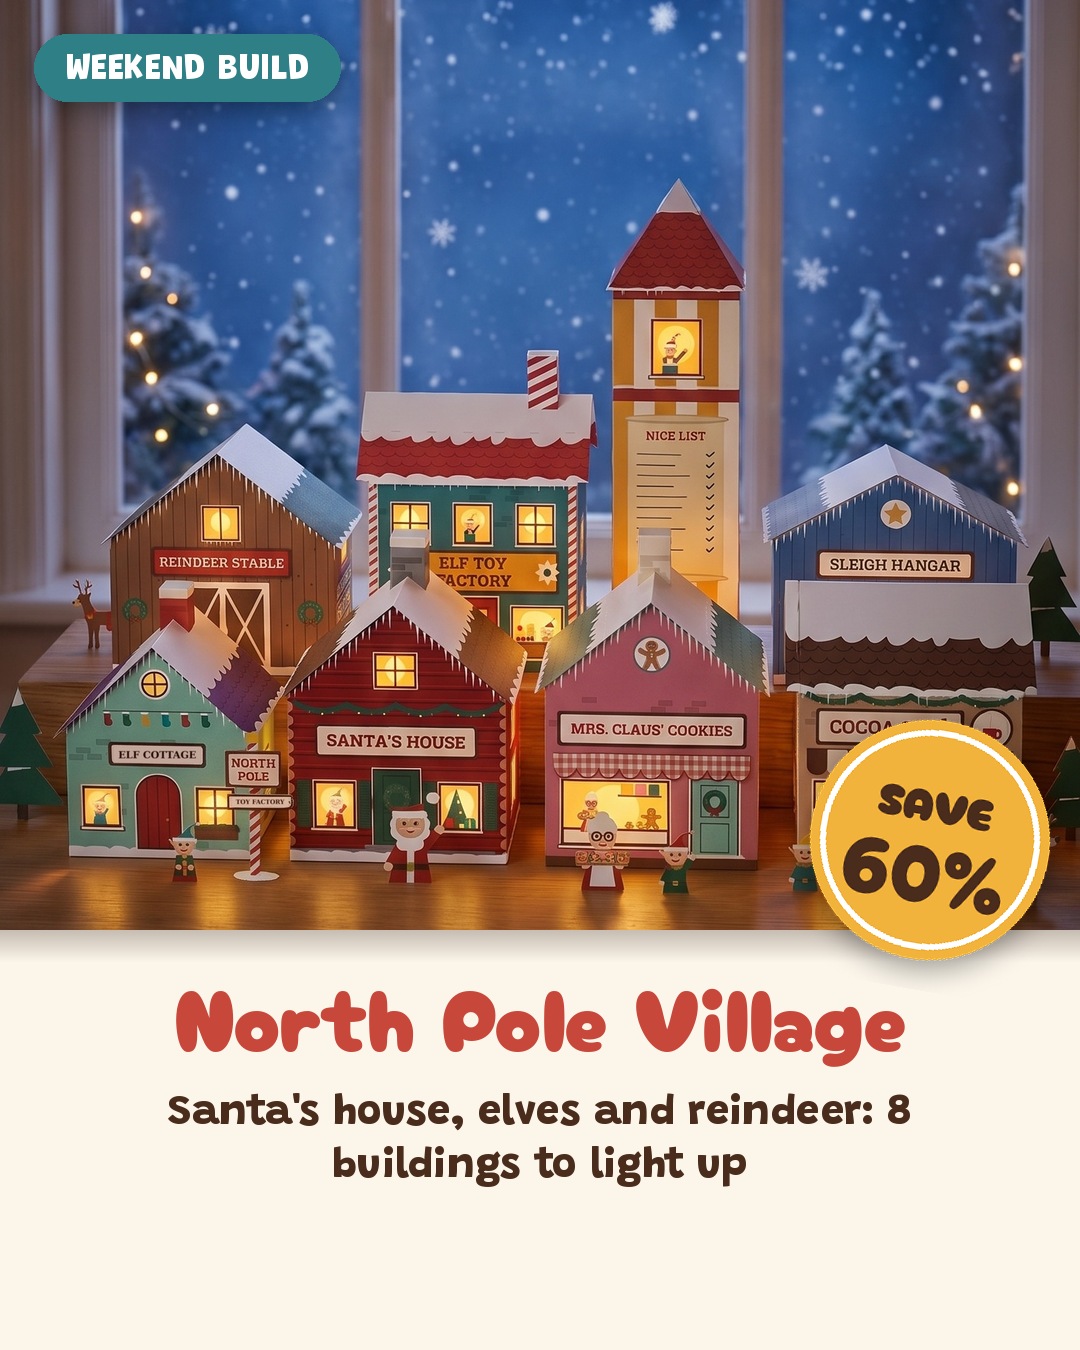 WEEKEND BUILD
NICE LIST
REINDEER STABLE
ELF TOY
FACTORY
SLEIGH HANGAR
ELF COTTAGE
NORTH
POLE
TOY FACTORY
SANTA'S HOUSE
MRS. CLAUS' COOKIES
COCOA
SAVE
60%
North Pole Village
Santa's house, elves and reindeer: 8
buildings to light up